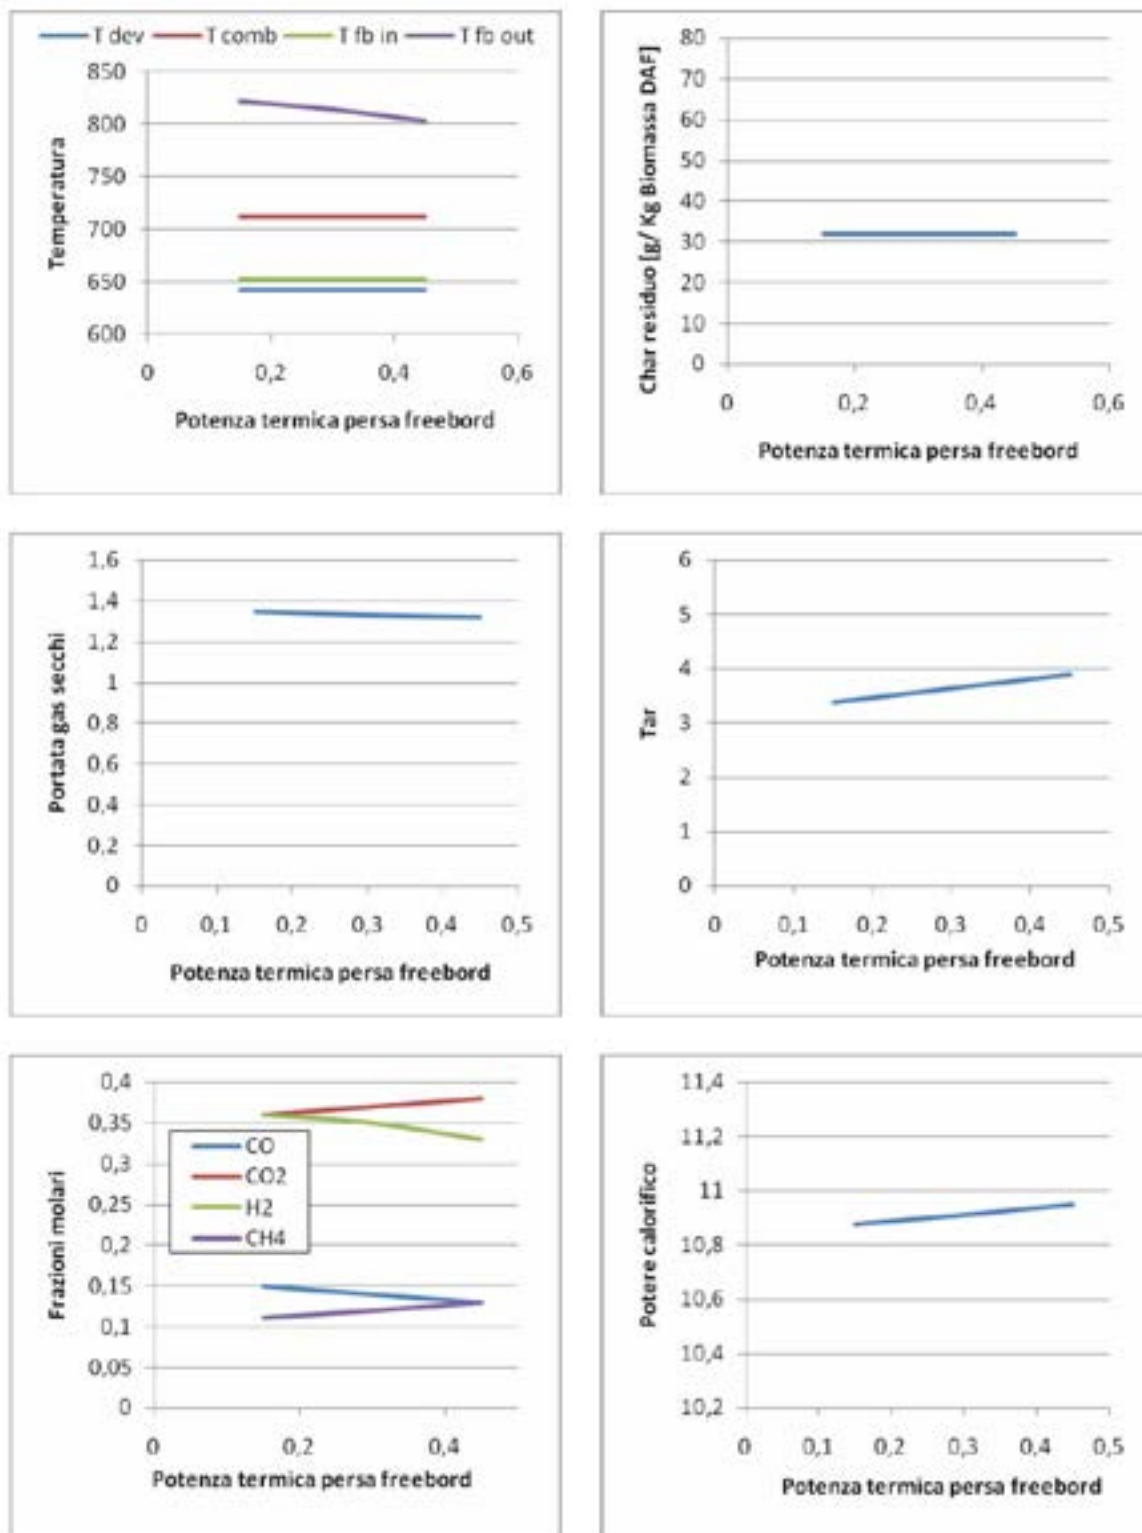 T dev T comb T fb in T fb out
850
800
750
700
650
600
Temperatura
0 0,2 0,4 0,6
Potenza termica persa freebord
80
70
60
50
40
30
20
10
0
Char residuo [g/ Kg Biomassa DAF]
0 0,2 0,4 0,6
Potenza termica persa freebord
1,6
1,4
1,2
1
0,8
0,6
0,4
0,2
0
Portata gas secchi
0 0,1 0,2 0,3 0,4 0,5
Potenza termica persa freebord
6
5
4
3
2
1
0
Tar
0 0,1 0,2 0,3 0,4 0,5
Potenza termica persa freebord
0,4
0,35
0,3
0,25
0,2
0,15
0,1
0,05
0
Frazioni molari
CO
CO2
H2
CH4
0 0,2 0,4
Potenza termica persa freebord
11,4
11,2
11
10,8
10,6
10,4
10,2
Potere calorifico
0 0,1 0,2 0,3 0,4 0,5
Potenza termica persa freebord